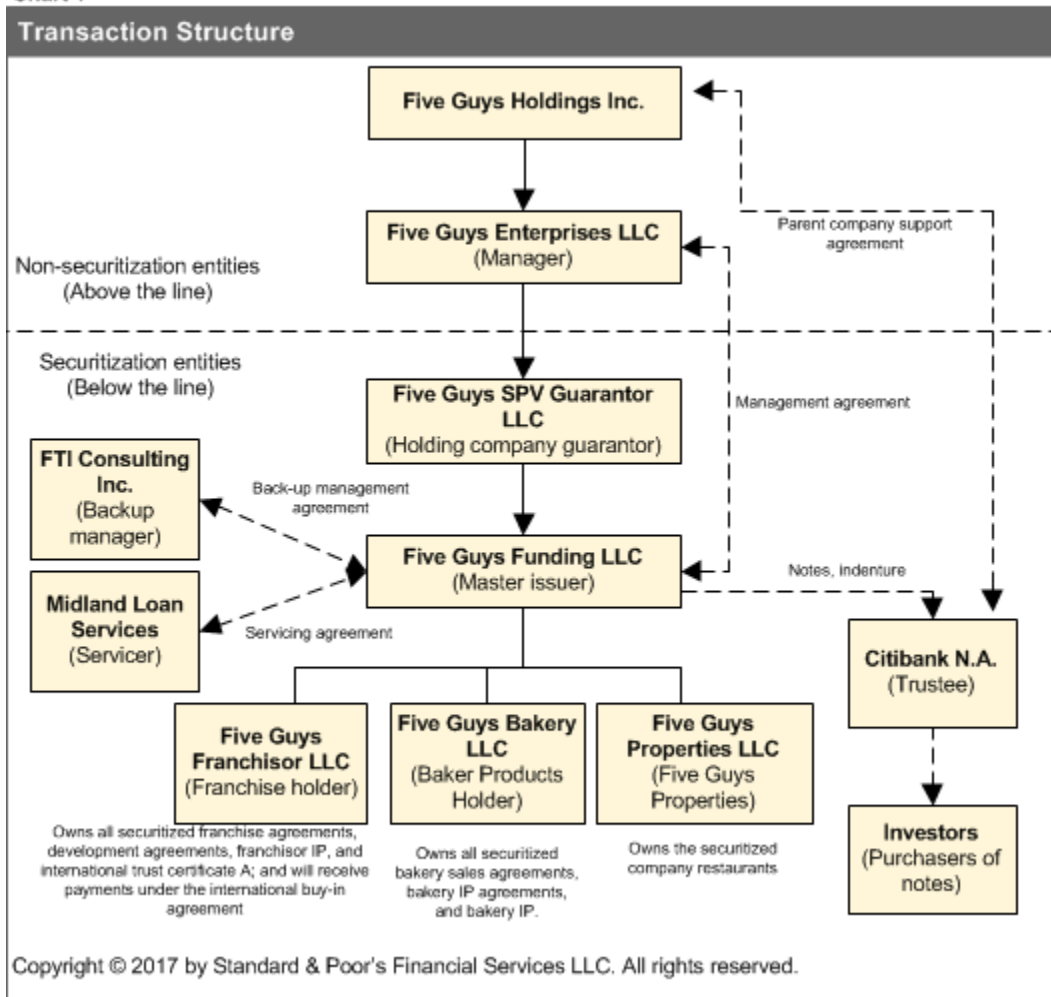 Transaction Structure
Five Guys Holdings Inc.
Parent company support
agreement
Five Guys Enterprises LLC
(Manager)
Non-securitization entities
(Above the line)
Securitization entities
(Below the line)
Five Guys SPV Guarantor
LLC
(Holding company guarantor)
Management agreement
FTI Consulting
Inc.
(Backup
manager)
Back-up management
agreement
Five Guys Funding LLC
(Master issuer)
Notes, indenture
Midland Loan
Services
(Servicer)
Servicing agreement
Citibank N.A.
(Trustee)
Five Guys
Franchisor LLC
(Franchise holder)
Five Guys Bakery
LLC
(Baker Products
Holder)
Five Guys
Properties LLC
(Five Guys
Properties)
Owns all securitized franchise agreements,
development agreements, franchisor IP, and
international trust certificate A; and will receive
payments under the international buy-in
agreement
Owns all securitized
bakery sales agreements,
bakery IP agreements,
and bakery IP.
Owns the securitized
company restaurants
Investors
(Purchasers of
notes)
Copyright © 2017 by Standard & Poor's Financial Services LLC. All rights reserved.